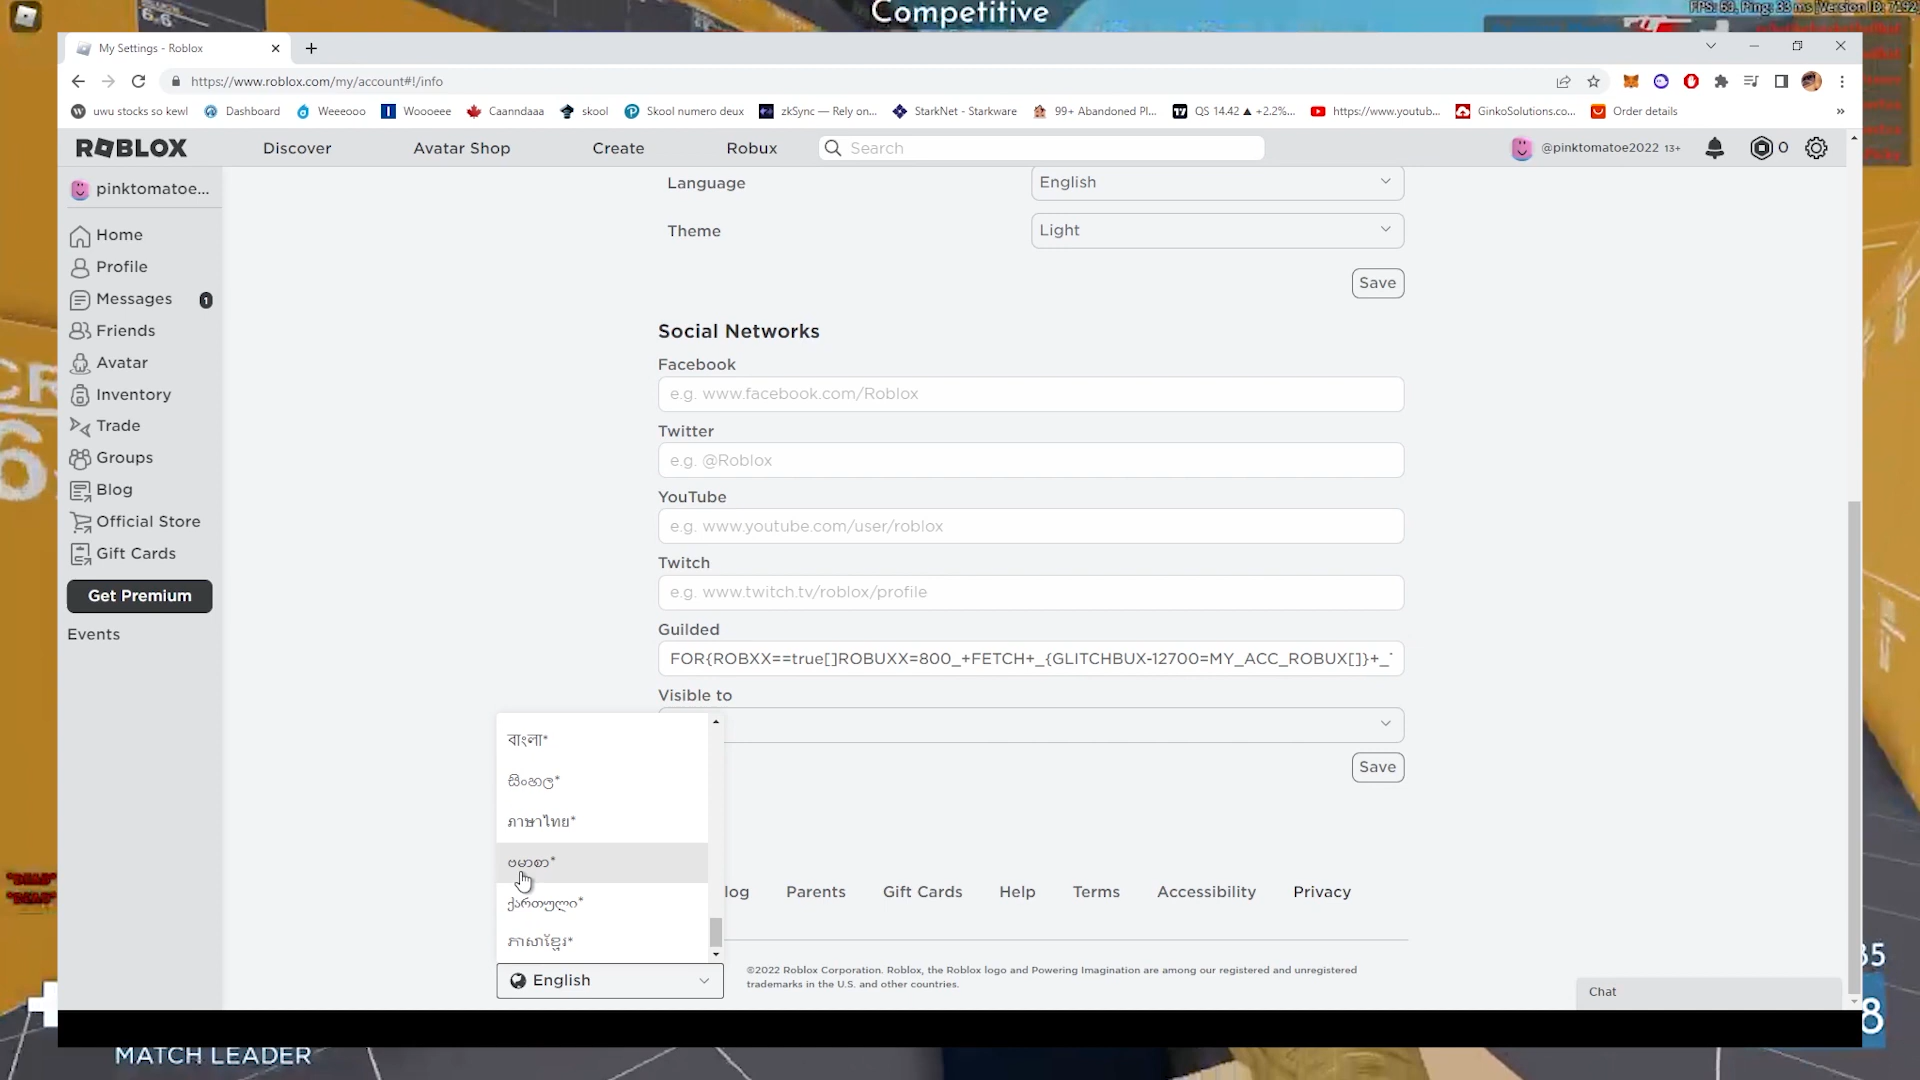 Competitive
FPS: 60, Ping: 33 ms
6.6
My Settings - Roblox
https://www.roblox.com/my/account#!/info
uwu stocks so kewl
Dashboard
Weeeooo
Woooeee
Caanndaaa
skool
Skool numero deux
zkSync — Rely on...
StarkNet - Starkware
99+ Abandoned Pl...
QS 14.42 ▲ +2.2%...
https://www.youtub...
GinkoSolutions.co...
Order details
»
ROBLOX
Discover
Avatar Shop
Create
Robux
Search
@pinktomatoe2022 13+
0
pinktomatoe...
Home
Profile
Messages
1
Friends
Avatar
Inventory
Trade
Groups
Blog
Official Store
Gift Cards
Get Premium
Events
Language
English
Theme
Light
Save
Social Networks
Facebook
e.g. www.facebook.com/Roblox
Twitter
e.g. @Roblox
YouTube
e.g. www.youtube.com/user/roblox
Twitch
e.g. www.twitch.tv/roblox/profile
Guilded
FOR{ROBXX==true[]ROBUXX=800_+FETCH+_{GLITCHBUX-12700=MY_ACC_ROBUX[]}+_
Visible to
Save
বাংলা*
සිංහල*
ภาษาไทย*
ဗမာစာ*
ქართული*
ភាសាខ្មែរ*
English
log
Parents
Gift Cards
Help
Terms
Accessibility
Privacy
©2022 Roblox Corporation. Roblox, the Roblox logo and Powering Imagination are among our registered and unregistered
trademarks in the U.S. and other countries.
Chat
MATCH LEADER